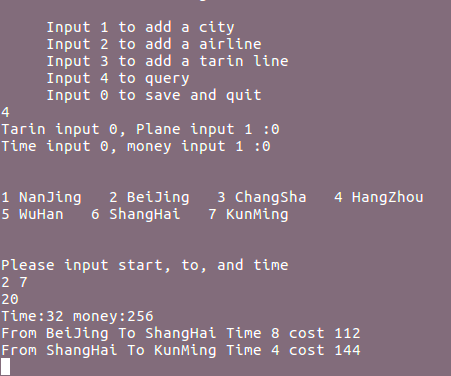 Input 1 to add a city
Input 2 to add a airline
Input 3 to add a tarin line
Input 4 to query
Input 0 to save and quit
4
Tarin input 0, Plane input 1 :0
Time input 0, money input 1 :0
1 NanJing 2 BeiJing 3 ChangSha 4 HangZhou
5 WuHan 6 ShangHai 7 KunMing
Please input start, to, and time
2 7
20
Time:32 money:256
From BeiJing To ShangHai Time 8 cost 112
From ShangHai To KunMing Time 4 cost 144